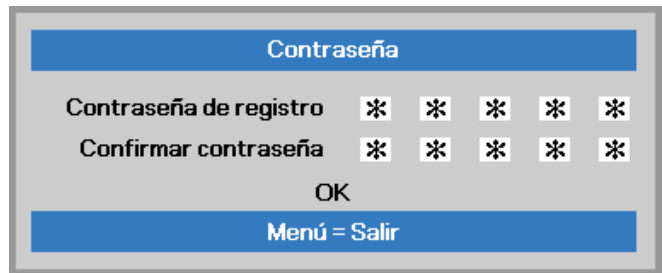 Contraseña
Contraseña de registro * * * * *
Confirmar contraseña * * * * *
OK
Menú = Salir